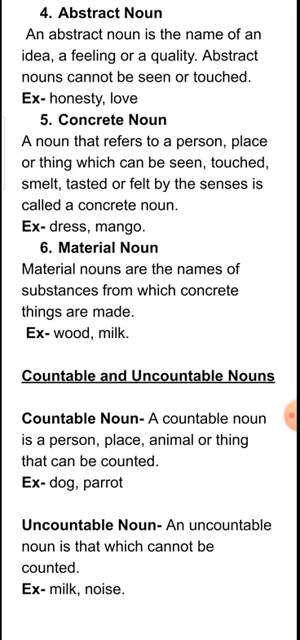 4. Abstract Noun
An abstract noun is the name of an
idea, a feeling or a quality. Abstract
nouns cannot be seen or touched.
Ex- honesty, love
5. Concrete Noun
A noun that refers to a person, place
or thing which can be seen, touched,
smelt, tasted or felt by the senses is
called a concrete noun.
Ex- dress, mango.
6. Material Noun
Material nouns are the names of
substances from which concrete
things are made.
Ex- wood, milk.
Countable and Uncountable Nouns
Countable Noun- A countable noun
is a person, place, animal or thing
that can be counted.
Ex- dog, parrot
Uncountable Noun- An uncountable
noun is that which cannot be
counted.
Ex- milk, noise.